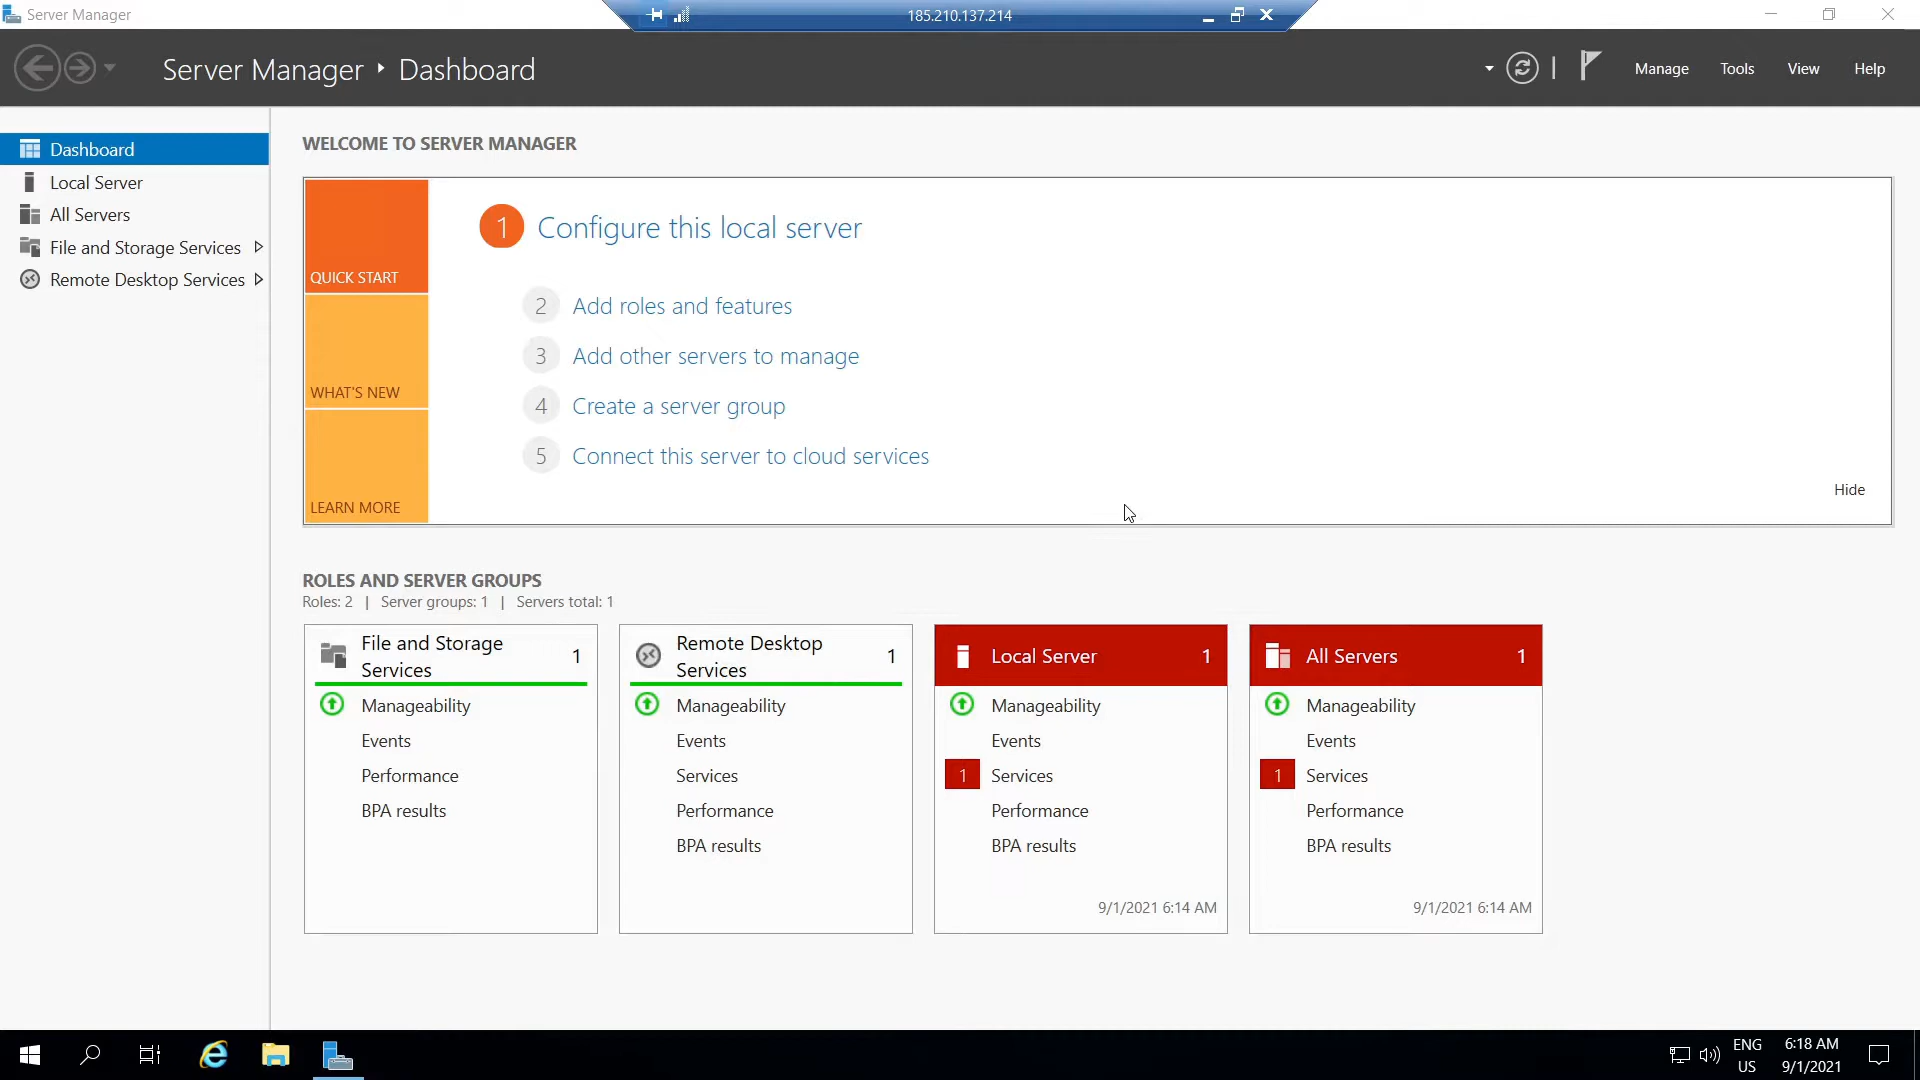 Server Manager
185.210.137.214
Server Manager ‣ Dashboard
Manage
Tools
View
Help
Dashboard
Local Server
All Servers
File and Storage Services
Remote Desktop Services
WELCOME TO SERVER MANAGER
QUICK START
WHAT'S NEW
LEARN MORE
1 Configure this local server
2 Add roles and features
3 Add other servers to manage
4 Create a server group
5 Connect this server to cloud services
Hide
ROLES AND SERVER GROUPS
Roles: 2 | Server groups: 1 | Servers total: 1
File and Storage
Services
1
Manageability
Events
Performance
BPA results
Remote Desktop
Services
1
Manageability
Events
Services
Performance
BPA results
Local Server 1
Manageability
Events
1 Services
Performance
BPA results
9/1/2021 6:14 AM
All Servers 1
Manageability
Events
1 Services
Performance
BPA results
9/1/2021 6:14 AM
ENG
US
6:18 AM
9/1/2021